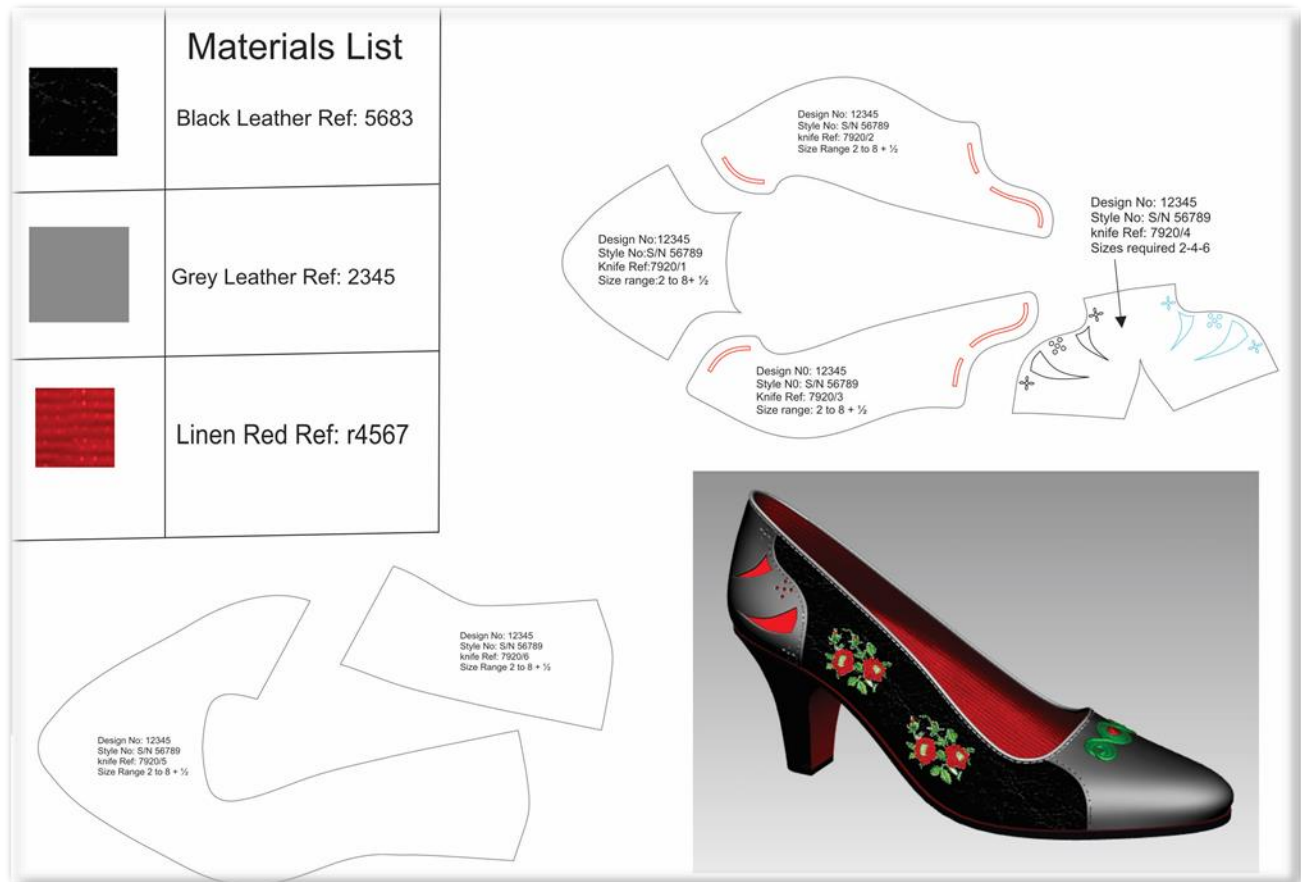 Materials List
Black Leather Ref: 5683
Grey Leather Ref: 2345
Linen Red Ref: r4567
Design No: 12345
Style No: S/N 56789
knife Ref: 7920/2
Size Range 2 to 8 + ½
Design No:12345
Style No:S/N 56789
Knife Ref:7920/1
Size range:2 to 8+ ½
Design No: 12345
Style No: S/N 56789
knife Ref: 7920/4
Sizes required 2-4-6
Design N0: 12345
Style N0: S/N 56789
Knife Ref: 7920/3
Size range: 2 to 8 + ½
Design No: 12345
Style No: S/N 56789
knife Ref: 7920/6
Size Range 2 to 8 + ½
Design No: 12345
Style No: S/N 56789
knife Ref: 7920/5
Size Range 2 to 8 + ½